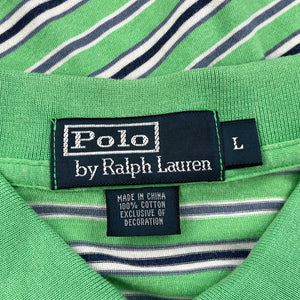 Polo
by Ralph Lauren
L
MADE IN CHINA
100% COTTON
EXCLUSIVE OF
DECORATION